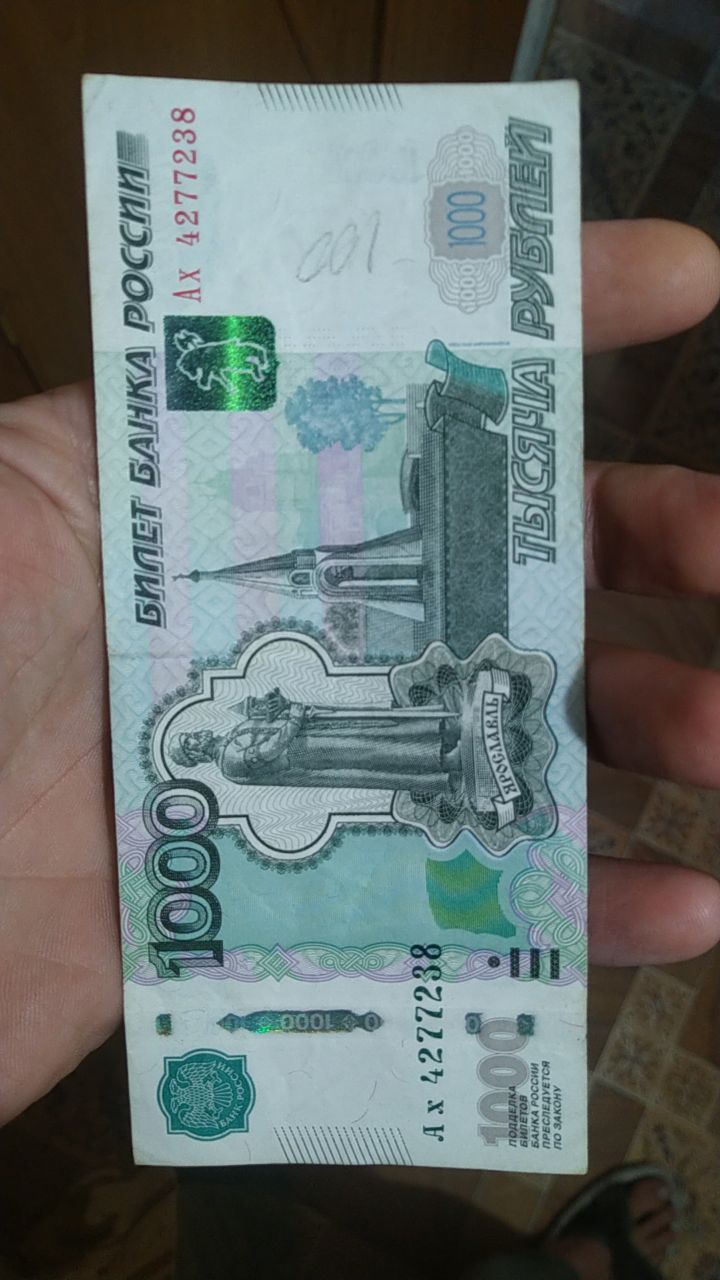 БИЛЕТ БАНКА РОССИИ
1000
Ах 4277238
БАНК РОССИИ
1000
100
Ах 4277238
1000 1000 1000
ЯРОСЛАВЛЬ
1000
ПОДДЕЛКА
БИЛЕТОВ
БАНКА РОССИИ
ПРЕСЛЕДУЕТСЯ
ПО ЗАКОНУ
ТЫСЯЧА РУБЛЕЙ